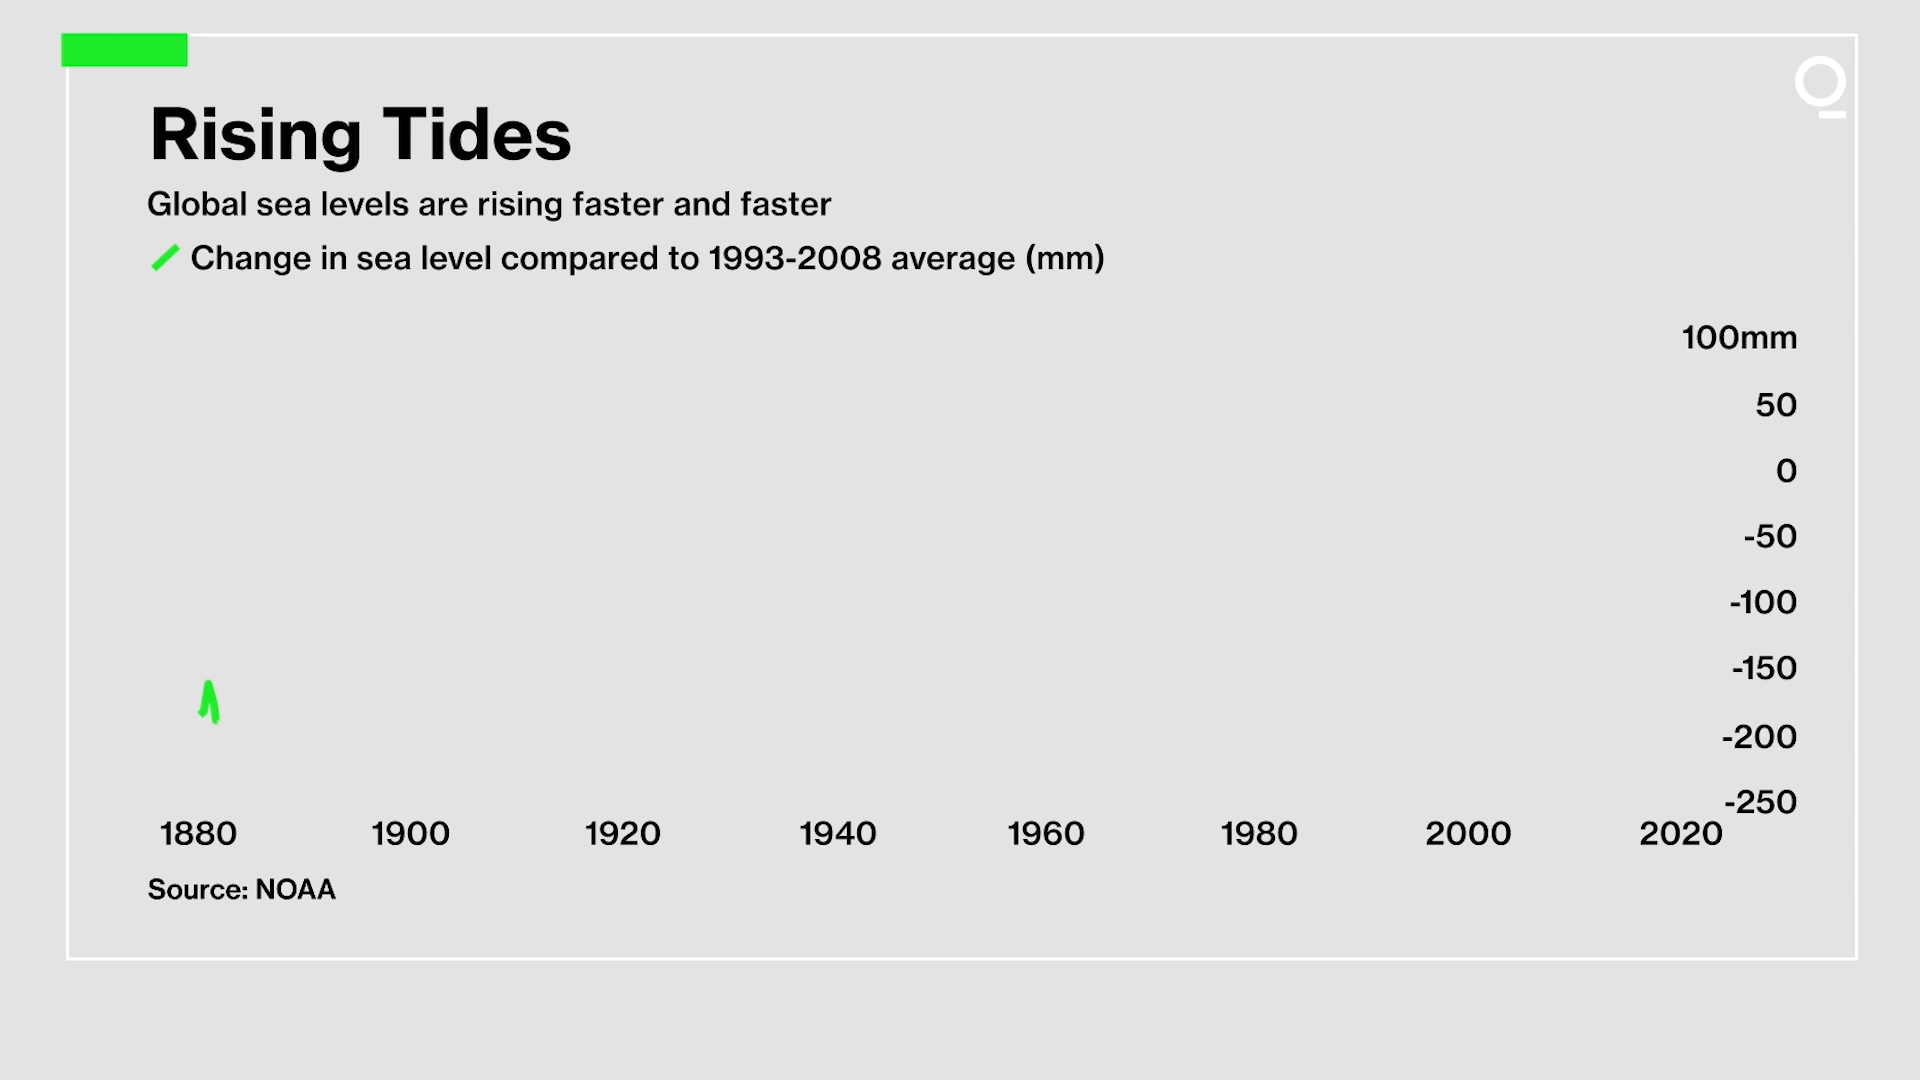 Rising Tides
Global sea levels are rising faster and faster
Change in sea level compared to 1993-2008 average (mm)
100mm
50
0
-50
-100
-150
-200
-250
1880 1900 1920 1940 1960 1980 2000 2020
Source: NOAA